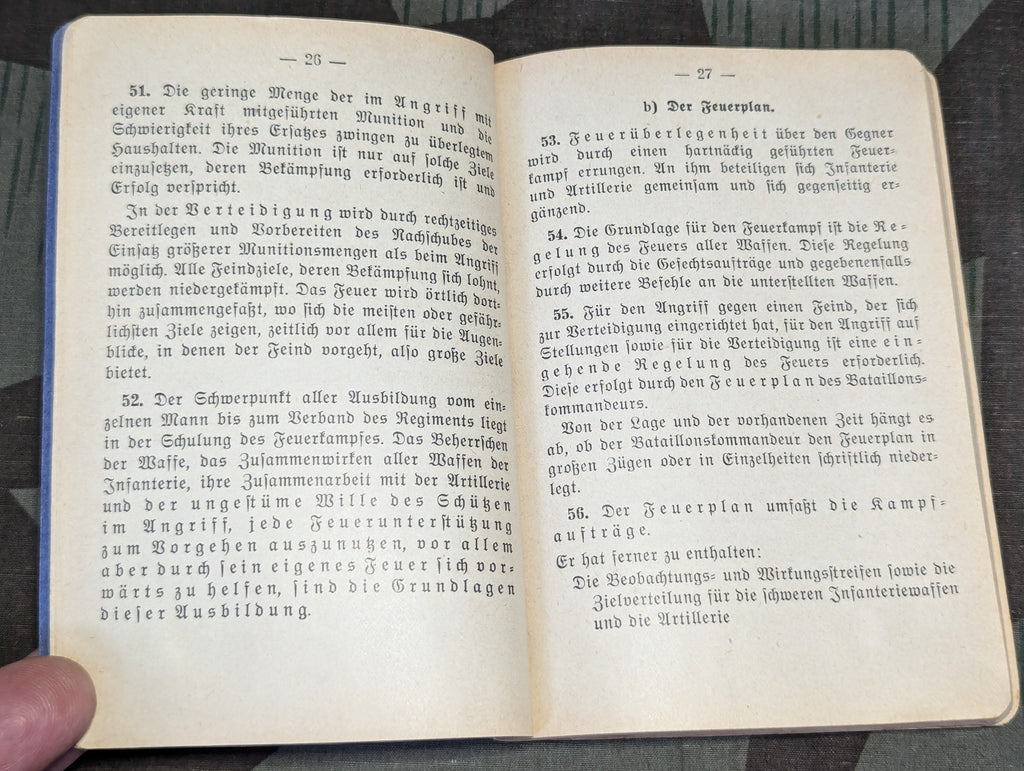 — 26 —
51. Die geringe Menge der im Angriff mit
eigener Kraft mitgeführten Munition und die
Schwierigkeit ihres Ersatzes zwingen zu überlegtem
Haushalten. Die Munition ist nur auf solche Ziele
einzusetzen, deren Bekämpfung erforderlich ist und
Erfolg verspricht.
In der Verteidigung wird durch rechtzeitiges
Bereitlegen und Vorbereiten des Nachschubes der
Einsatz größerer Munitionsmengen als beim Angriff
möglich. Alle Feindziele, deren Bekämpfung sich lohnt,
werden niedergekämpft. Das Feuer wird örtlich dort-
hin zusammengefaßt, wo sich die meisten oder gefähr-
lichsten Ziele zeigen, zeitlich vor allem für die Augen-
blicke, in denen der Feind vorgeht, also große Ziele
bietet.
52. Der Schwerpunkt aller Ausbildung vom ein-
zelnen Mann bis zum Verband des Regiments liegt
in der Schulung des Feuerkampfes. Das Beherrschen
der Waffe, das Zusammenwirken aller Waffen der
Infanterie, ihre Zusammenarbeit mit der Artillerie
und der ungestüme Wille des Schützen
im Angriff, jede Feuerunterstützung
zum Vorgehen auszunutzen, vor allem
aber durch sein eigenes Feuer sich vor-
wärts zu helfen, sind die Grundlagen
dieser Ausbildung.
— 27 —
b) Der Feuerplan.
53. Feuerüberlegenheit über den Gegner
wird durch einen hartnäckig geführten Feuer-
kampf errungen. An ihm beteiligen sich Infanterie
und Artillerie gemeinsam und sich gegenseitig er-
gänzend.
54. Die Grundlage für den Feuerkampf ist die Re-
gelung des Feuers aller Waffen. Diese Regelung
erfolgt durch die Gefechtsaufträge und gegebenenfalls
durch weitere Befehle an die unterstellten Waffen.
55. Für den Angriff gegen einen Feind, der sich
zur Verteidigung eingerichtet hat, für den Angriff auf
Stellungen sowie für die Verteidigung ist eine ein-
gehende Regelung des Feuers erforderlich.
Diese erfolgt durch den Feuerplan des Bataillons-
kommandeurs.
Von der Lage und der vorhandenen Zeit hängt es
ab, ob der Bataillonskommandeur den Feuerplan in
großen Zügen oder in Einzelheiten schriftlich nieder-
legt.
56. Der Feuerplan umfaßt die Kampf-
aufträge.
Er hat ferner zu enthalten:
Die Beobachtungs- und Wirkungsstreifen sowie die
Zielverteilung für die schweren Infanteriewaffen
und die Artillerie